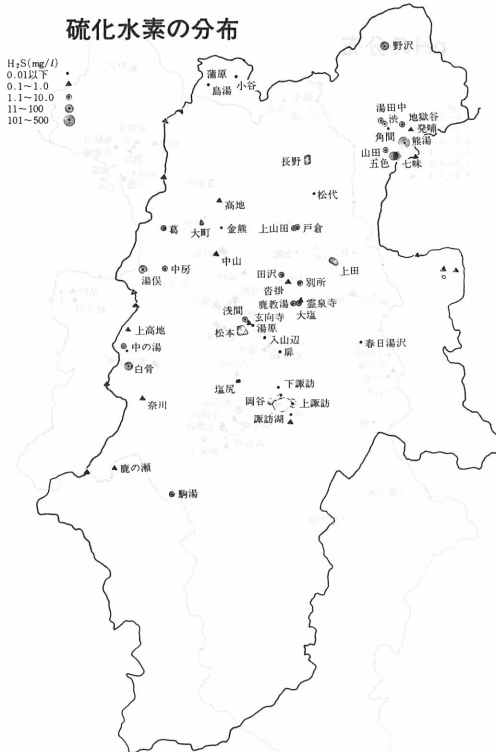 硫化水素の分布
H₂S(mg/l)
0.01以下
0.1〜1.0
1.1〜10.0
11〜100
101〜500
野沢
蒲原
小谷
島湯
湯田中
渋
地獄谷
発哺
角間
熊湯
山田
五色
七味
長野
松代
高地
葛
大町
金熊
上山田
戸倉
中山
湯俣
中房
田沢
上田
沓掛
別所
鹿教湯
霊泉寺
大塩
浅間
玄向寺
松本
湯原
上高地
入山辺
中の湯
扉
春日湯沢
白骨
塩尻
下諏訪
奈川
岡谷
上諏訪
諏訪湖
鹿の瀬
駒湯